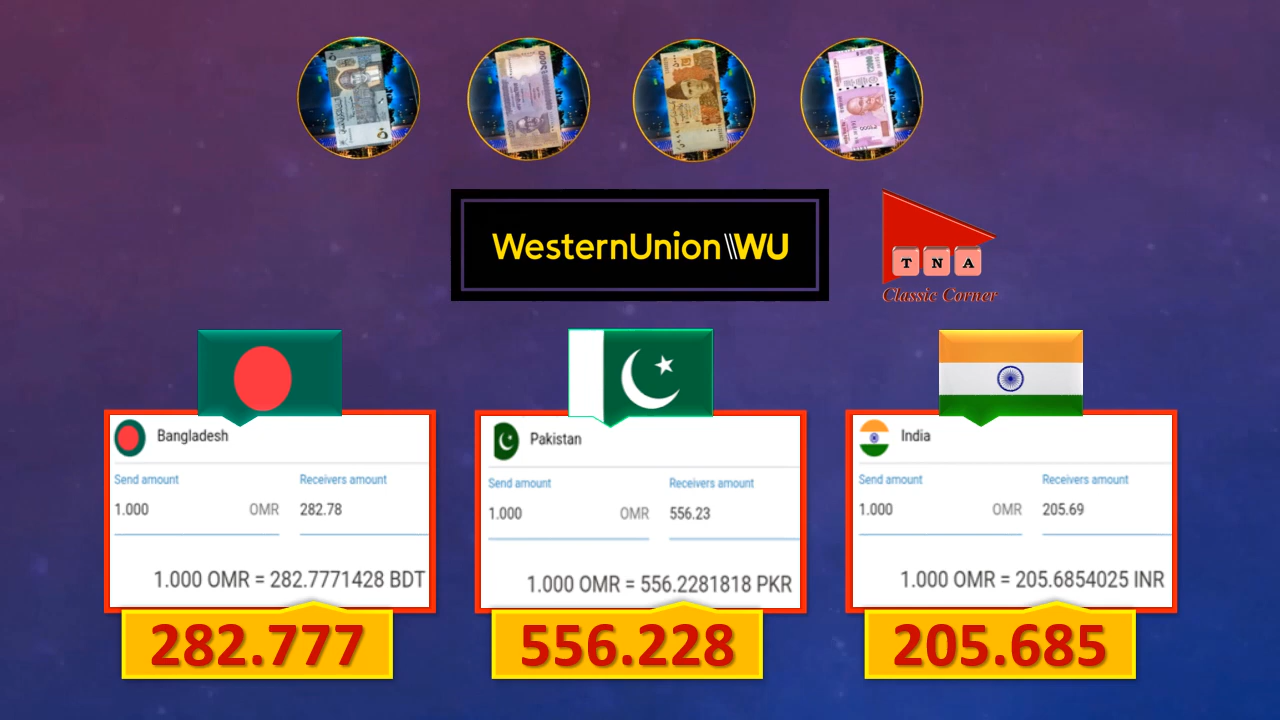 WesternUnion\\WU
T N A
Classic Corner
Bangladesh
Send amount
Receivers amount
1.000
OMR
282.78
1.000 OMR = 282.7771428 BDT
282.777
Pakistan
Send amount
Receivers amount
1.000
OMR
556.23
1.000 OMR = 556.2281818 PKR
556.228
India
Send amount
Receivers amount
1.000
OMR
205.69
1.000 OMR = 205.6854025 INR
205.685